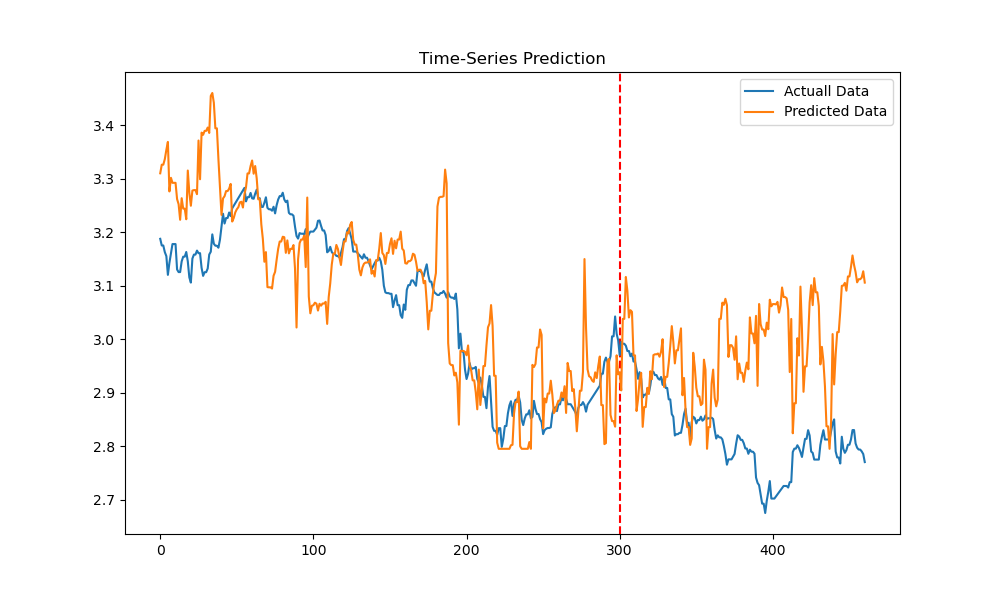 Time-Series Prediction
Actuall Data
Predicted Data
3.4
3.3
3.2
3.1
3.0
2.9
2.8
2.7
0 100 200 300 400